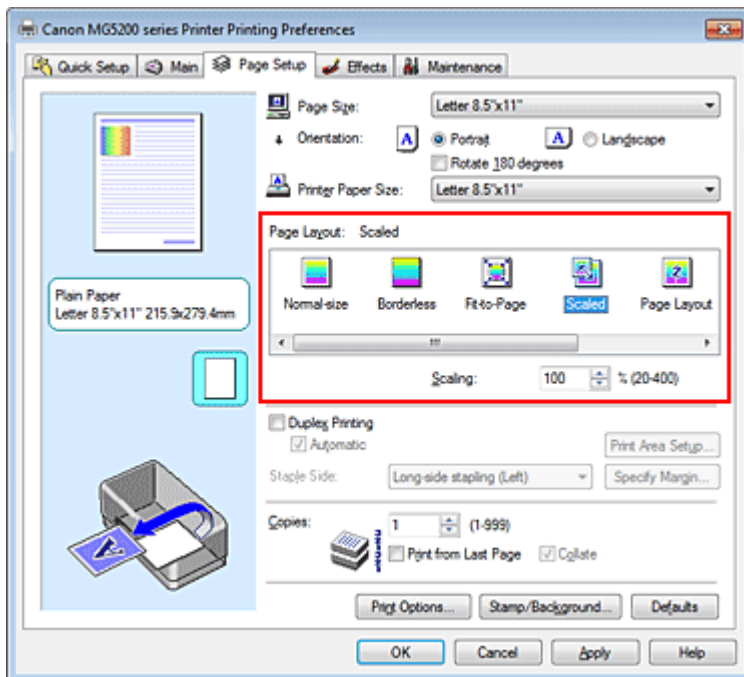 Canon MG5200 series Printer Printing Preferences
Quick Setup Main Page Setup Effects Maintenance
Page Size: Letter 8.5"x11"
Orientation: A Portrait A Landscape
Rotate 180 degrees
Printer Paper Size: Letter 8.5"x11"
Page Layout: Scaled
Normal-size Borderless Fit-to-Page Scaled Page Layout
Plain Paper
Letter 8.5"x11" 215.9x279.4mm
Scaling: 100 % (20-400)
Duplex Printing
Automatic Print Area Setup...
Staple Side: Long-side stapling (Left) Specify Margin...
Copies: 1 (1-999)
Print from Last Page Collate
Print Options... Stamp/Background... Defaults
OK Cancel Apply Help